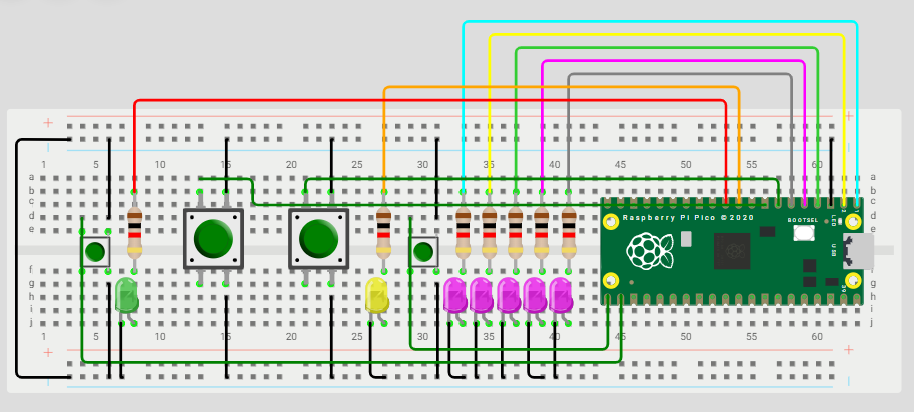 + +
1 5 10 15 20 25 30 35 40 45 50 55 60
a a
b b
c c
d d
e e
Raspberry Pi Pico ©2020
BOOTSEL
LED
USB
f f
g g
h h
i i
j j
1 5 10 15 20 25 30 35 40 45 50 55 60
+ +